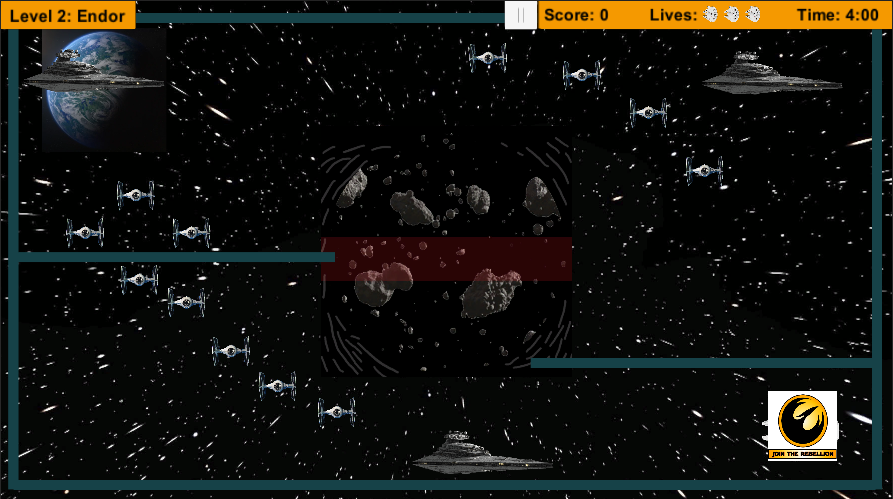 Level 2: Endor
Score: 0
Lives:
Time: 4:00
JOIN THE REBELLION